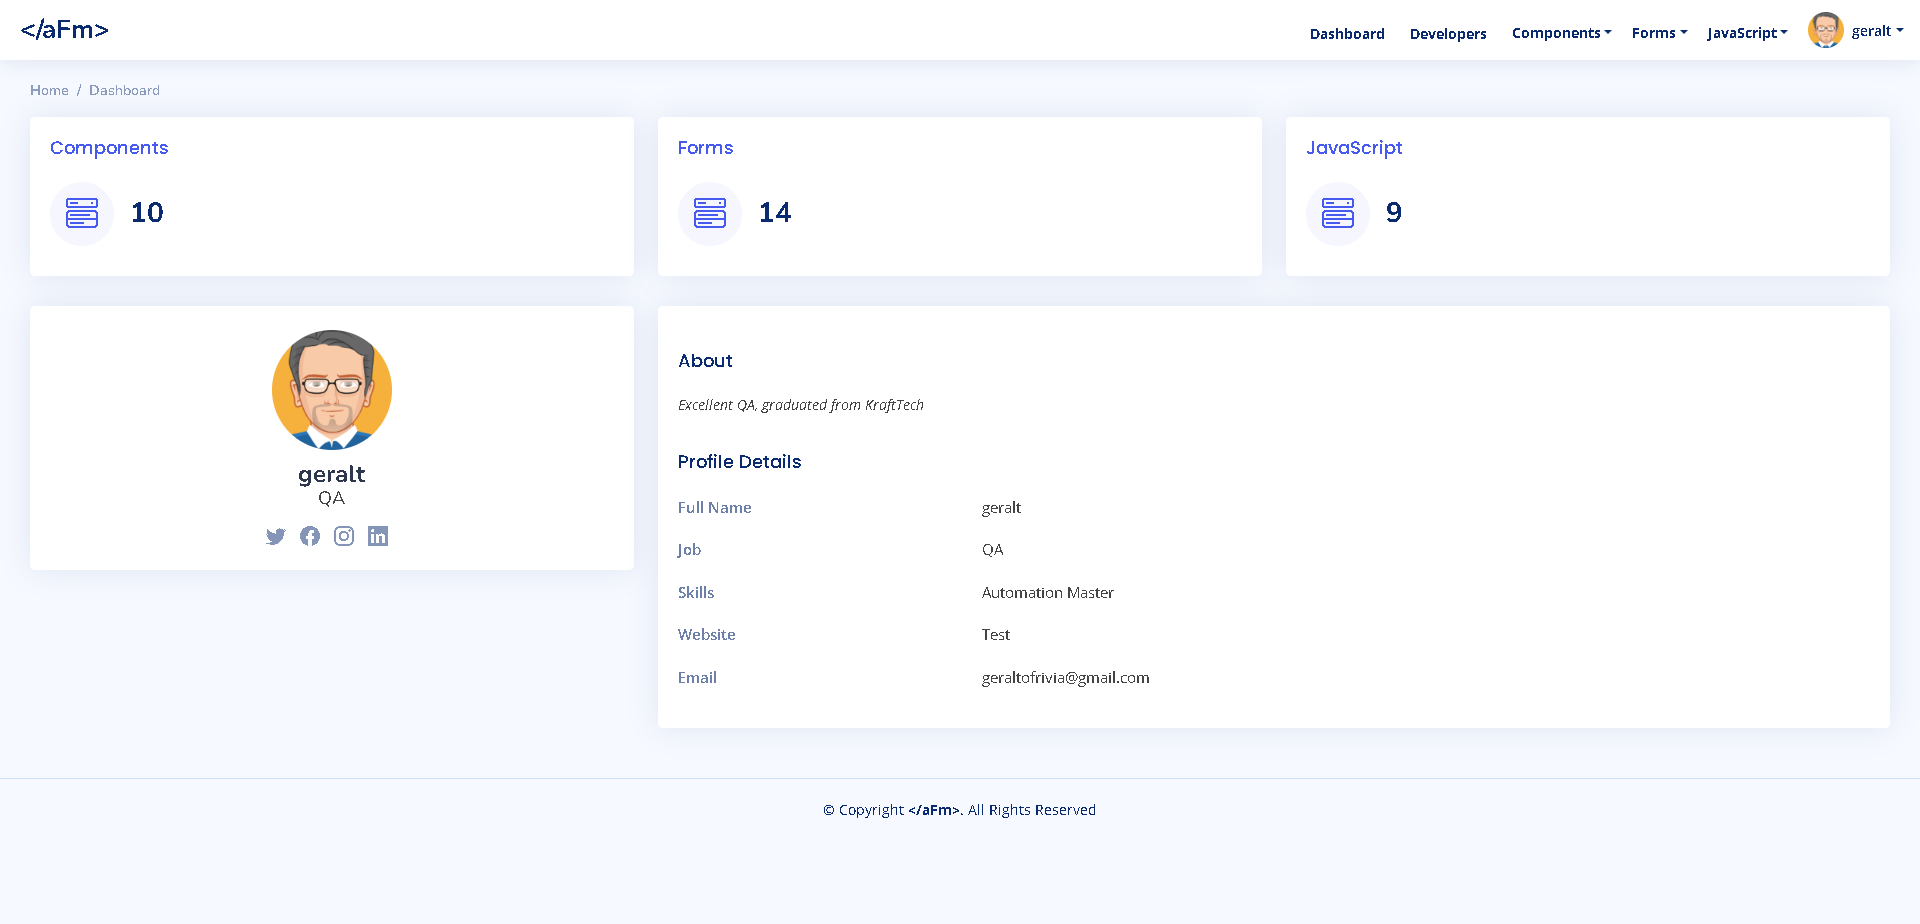 </aFm>
Dashboard Developers Components Forms JavaScript geralt
Home / Dashboard
Components
10
Forms
14
JavaScript
9
geralt
QA
About
Excellent QA, graduated from KraftTech
Profile Details
Full Name geralt
Job QA
Skills Automation Master
Website Test
Email geraltofrivia@gmail.com
© Copyright </aFm>. All Rights Reserved